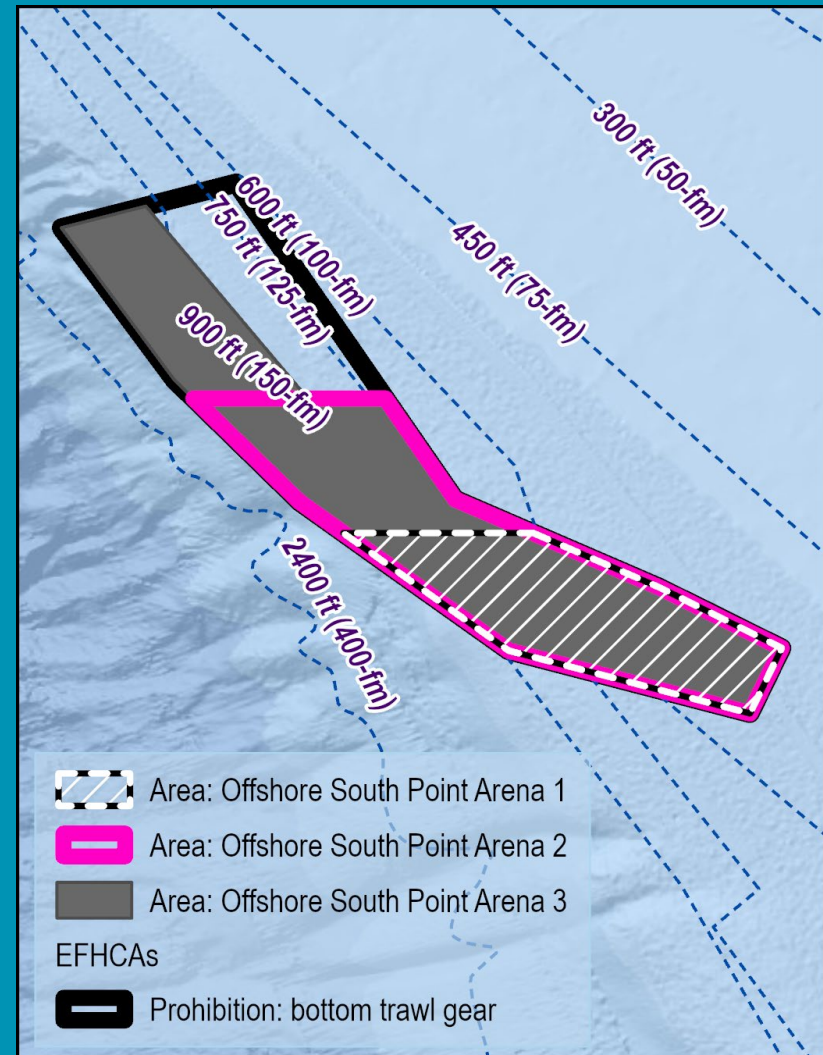 300 ft (50-fm)
450 ft (75-fm)
600 ft (100-fm)
750 ft (125-fm)
900 ft (150-fm)
2400 ft (400-fm)
Area: Offshore South Point Arena 1
Area: Offshore South Point Arena 2
Area: Offshore South Point Arena 3
EFHCAs
Prohibition: bottom trawl gear